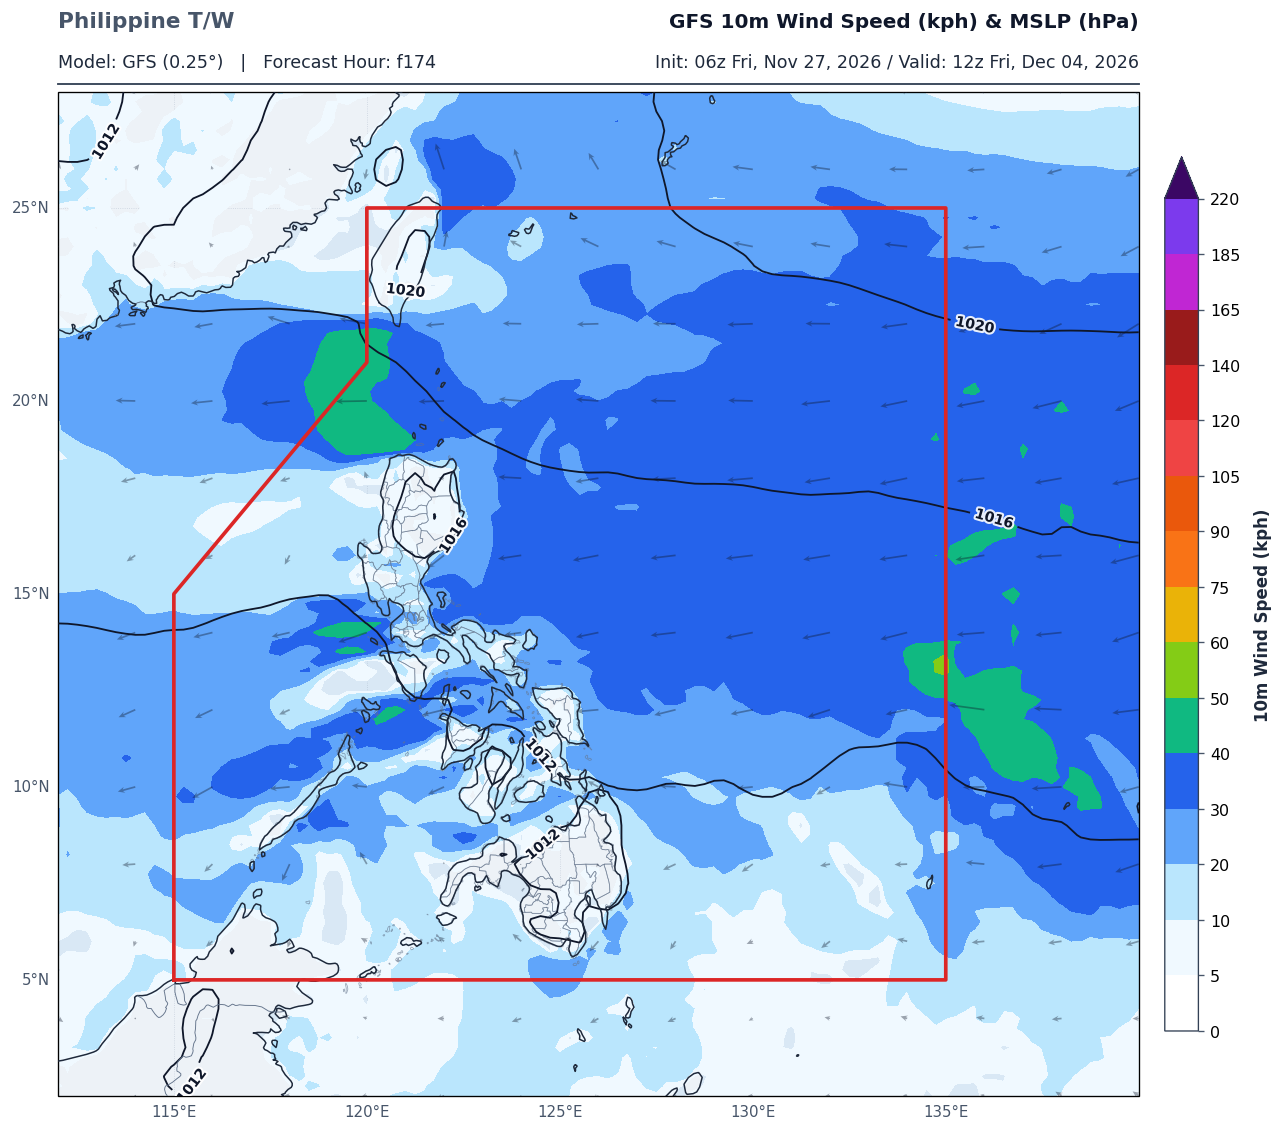 Philippine T/W
GFS 10m Wind Speed (kph) & MSLP (hPa)
Model: GFS (0.25°) | Forecast Hour: f174
Init: 06z Fri, Nov 27, 2026 / Valid: 12z Fri, Dec 04, 2026
1012
1020
1020
1016
1016
1012
1012
1012
25°N
20°N
15°N
10°N
5°N
115°E
120°E
125°E
130°E
135°E
220
185
165
140
120
105
90
75
60
50
40
30
20
10
5
0
10m Wind Speed (kph)